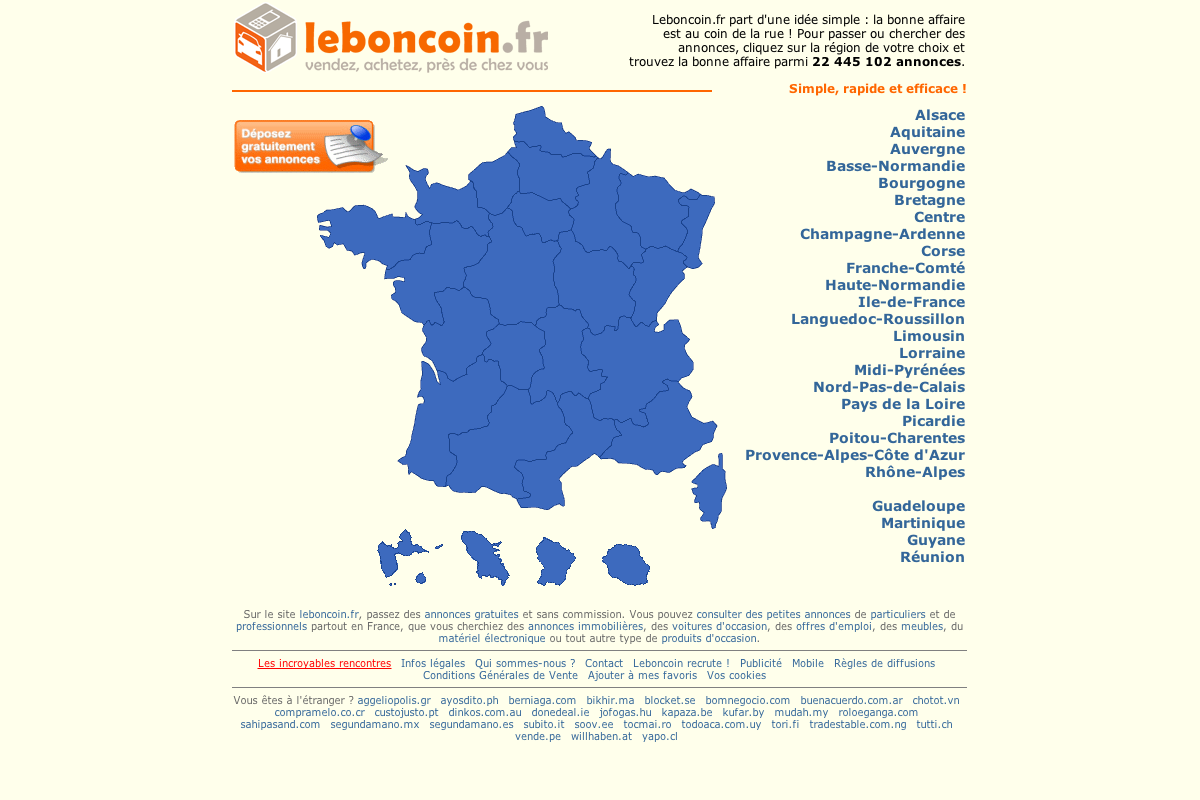 leboncoin.fr
vendez, achetez, près de chez vous
Leboncoin.fr part d'une idée simple : la bonne affaire
est au coin de la rue ! Pour passer ou chercher des
annonces, cliquez sur la région de votre choix et
trouvez la bonne affaire parmi 22 445 102 annonces.
Simple, rapide et efficace !
Déposez
gratuitement
vos annonces
Alsace
Aquitaine
Auvergne
Basse-Normandie
Bourgogne
Bretagne
Centre
Champagne-Ardenne
Corse
Franche-Comté
Haute-Normandie
Ile-de-France
Languedoc-Roussillon
Limousin
Lorraine
Midi-Pyrénées
Nord-Pas-de-Calais
Pays de la Loire
Picardie
Poitou-Charentes
Provence-Alpes-Côte d'Azur
Rhône-Alpes
Guadeloupe
Martinique
Guyane
Réunion
Sur le site leboncoin.fr, passez des annonces gratuites et sans commission. Vous pouvez consulter des petites annonces de particuliers et de
professionnels partout en France, que vous cherchiez des annonces immobilières, des voitures d'occasion, des offres d'emploi, des meubles, du
matériel électronique ou tout autre type de produits d'occasion.
Les incroyables rencontres Infos légales Qui sommes-nous ? Contact Leboncoin recrute ! Publicité Mobile Règles de diffusions
Conditions Générales de Vente Ajouter à mes favoris Vos cookies
Vous êtes à l'étranger ? aggeliopolis.gr ayosdito.ph berniaga.com bikhir.ma blocket.se bomnegocio.com buenacuerdo.com.ar chotot.vn
compramelo.co.cr custojusto.pt dinkos.com.au donedeal.ie jofogas.hu kapaza.be kufar.by mudah.my roloeganga.com
sahipasand.com segundamano.mx segundamano.es subito.it soov.ee tocmai.ro todoaca.com.uy tori.fi tradestable.com.ng tutti.ch
vende.pe willhaben.at yapo.cl